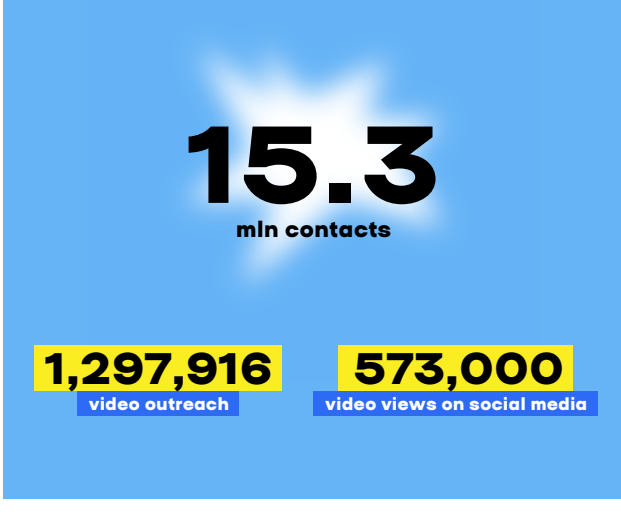 15.3
mln contacts
1,297,916
video outreach
573,000
video views on social media